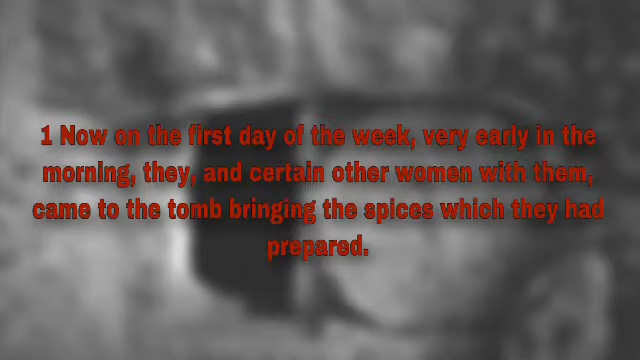 1 Now on the first day of the week, very early in the
morning, they, and certain other women with them,
came to the tomb bringing the spices which they had
prepared.